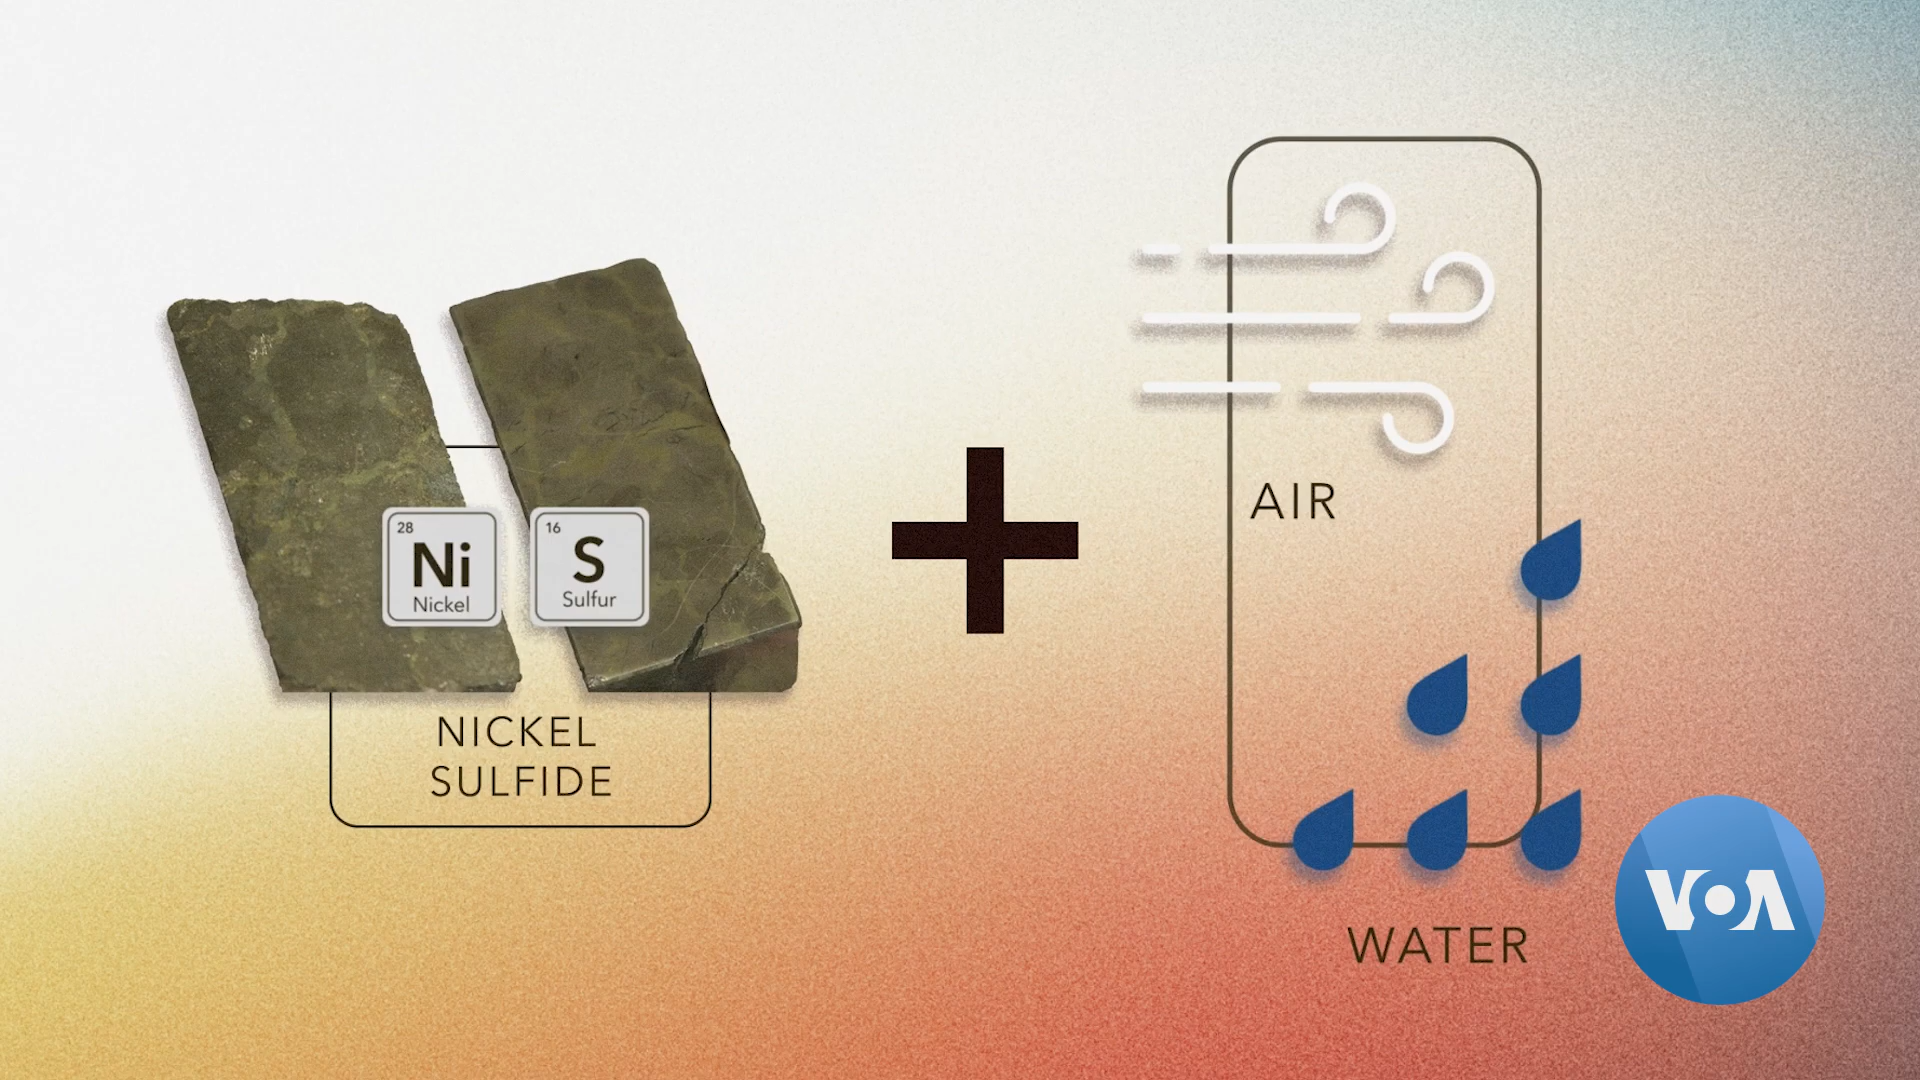 28
Ni
Nickel
16
S
Sulfur
NICKEL
SULFIDE
AIR
WATER
VOA